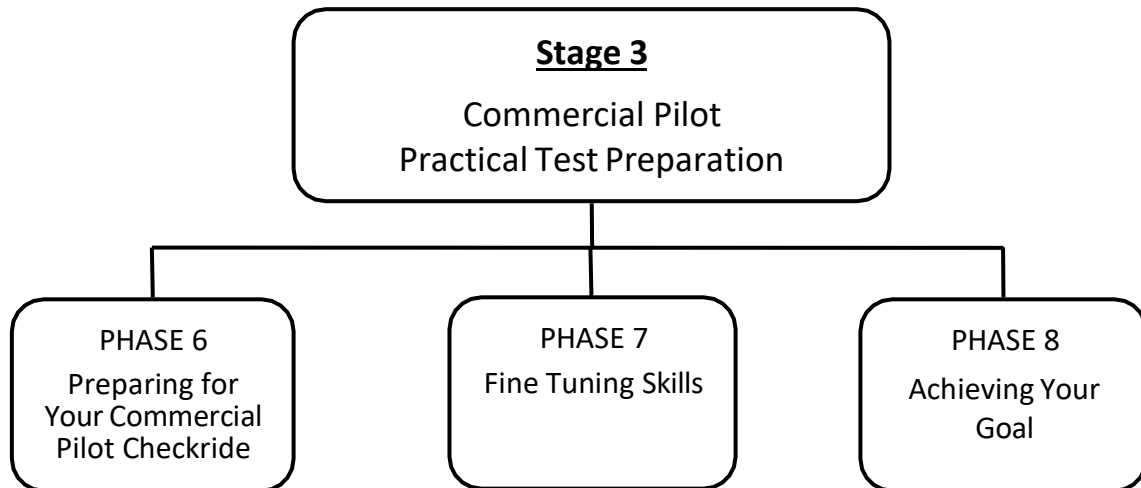 Stage 3
Commercial Pilot
Practical Test Preparation
PHASE 6
Preparing for
Your Commercial
Pilot Checkride
PHASE 7
Fine Tuning Skills
PHASE 8
Achieving Your
Goal